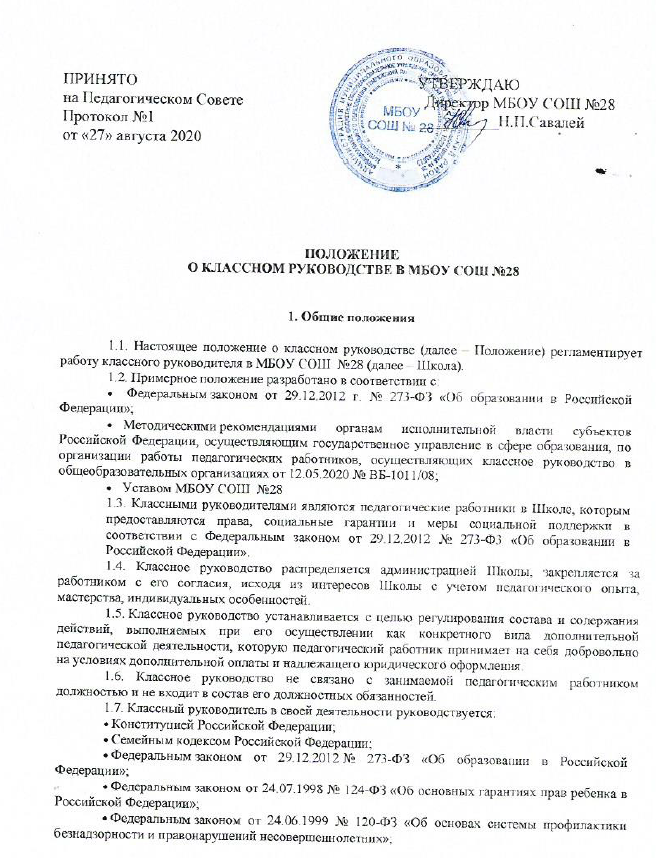 ПРИНЯТО
на Педагогическом Совете
Протокол №1
от «27» августа 2020
УТВЕРЖДАЮ
Директор МБОУ СОШ №28
Н.П.Савалей
МБОУ
СОШ № 28
ПОЛОЖЕНИЕ
О КЛАССНОМ РУКОВОДСТВЕ В МБОУ СОШ №28
1. Общие положения
1.1. Настоящее положение о классном руководстве (далее – Положение) регламентирует
работу классного руководителя в МБОУ СОШ №28 (далее – Школа).
1.2. Примерное положение разработано в соответствии с:
• Федеральным законом от 29.12.2012 г. № 273-ФЗ «Об образовании в Российской
Федерации»;
• Методическими рекомендациями органам исполнительной власти субъектов
Российской Федерации, осуществляющим государственное управление в сфере образования, по
организации работы педагогических работников, осуществляющих классное руководство в
общеобразовательных организациях от 12.05.2020 № ВБ-1011/08;
• Уставом МБОУ СОШ №28
1.3. Классными руководителями являются педагогические работники в Школе, которым
предоставляются права, социальные гарантии и меры социальной поддержки в
соответствии с Федеральным законом от 29.12.2012 № 273-ФЗ «Об образовании в
Российской Федерации».
1.4. Классное руководство распределяется администрацией Школы, закрепляется за
работником с его согласия, исходя из интересов Школы с учетом педагогического опыта,
мастерства, индивидуальных особенностей.
1.5. Классное руководство устанавливается с целью регулирования состава и содержания
действий, выполняемых при его осуществлении как конкретного вида дополнительной
педагогической деятельности, которую педагогический работник принимает на себя добровольно
на условиях дополнительной оплаты и надлежащего юридического оформления.
1.6. Классное руководство не связано с занимаемой педагогическим работником
должностью и не входит в состав его должностных обязанностей.
1.7. Классный руководитель в своей деятельности руководствуется:
• Конституцией Российской Федерации;
• Семейным кодексом Российской Федерации;
• Федеральным законом от 29.12.2012 № 273-ФЗ «Об образовании в Российской
Федерации»;
• Федеральным законом от 24.07.1998 № 124-ФЗ «Об основных гарантиях прав ребенка в
Российской Федерации»;
• Федеральным законом от 24.06.1999 № 120-ФЗ «Об основах системы профилактики
безнадзорности и правонарушений несовершеннолетних»;